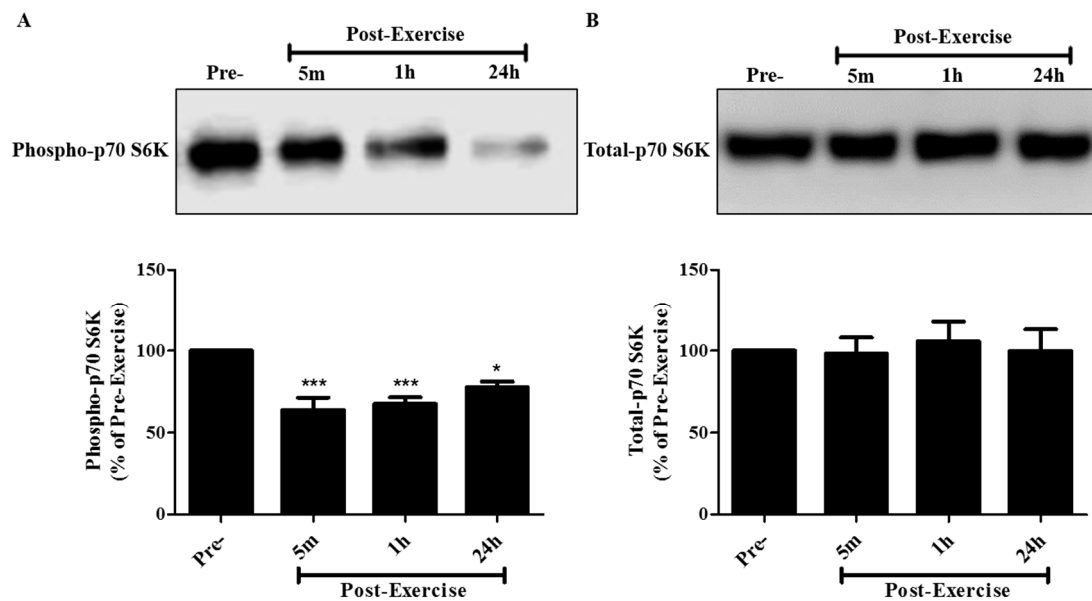 A
Post-Exercise
Pre-
5m
1h
24h
Phospho-p70 S6K
150
100
50
0
Phospho-p70 S6K
(% of Pre-Exercise)
***
***
*
Pre-
5m
1h
24h
Post-Exercise
B
Post-Exercise
Pre-
5m
1h
24h
Total-p70 S6K
150
100
50
0
Total-p70 S6K
(% of Pre-Exercise)
Pre-
5m
1h
24h
Post-Exercise